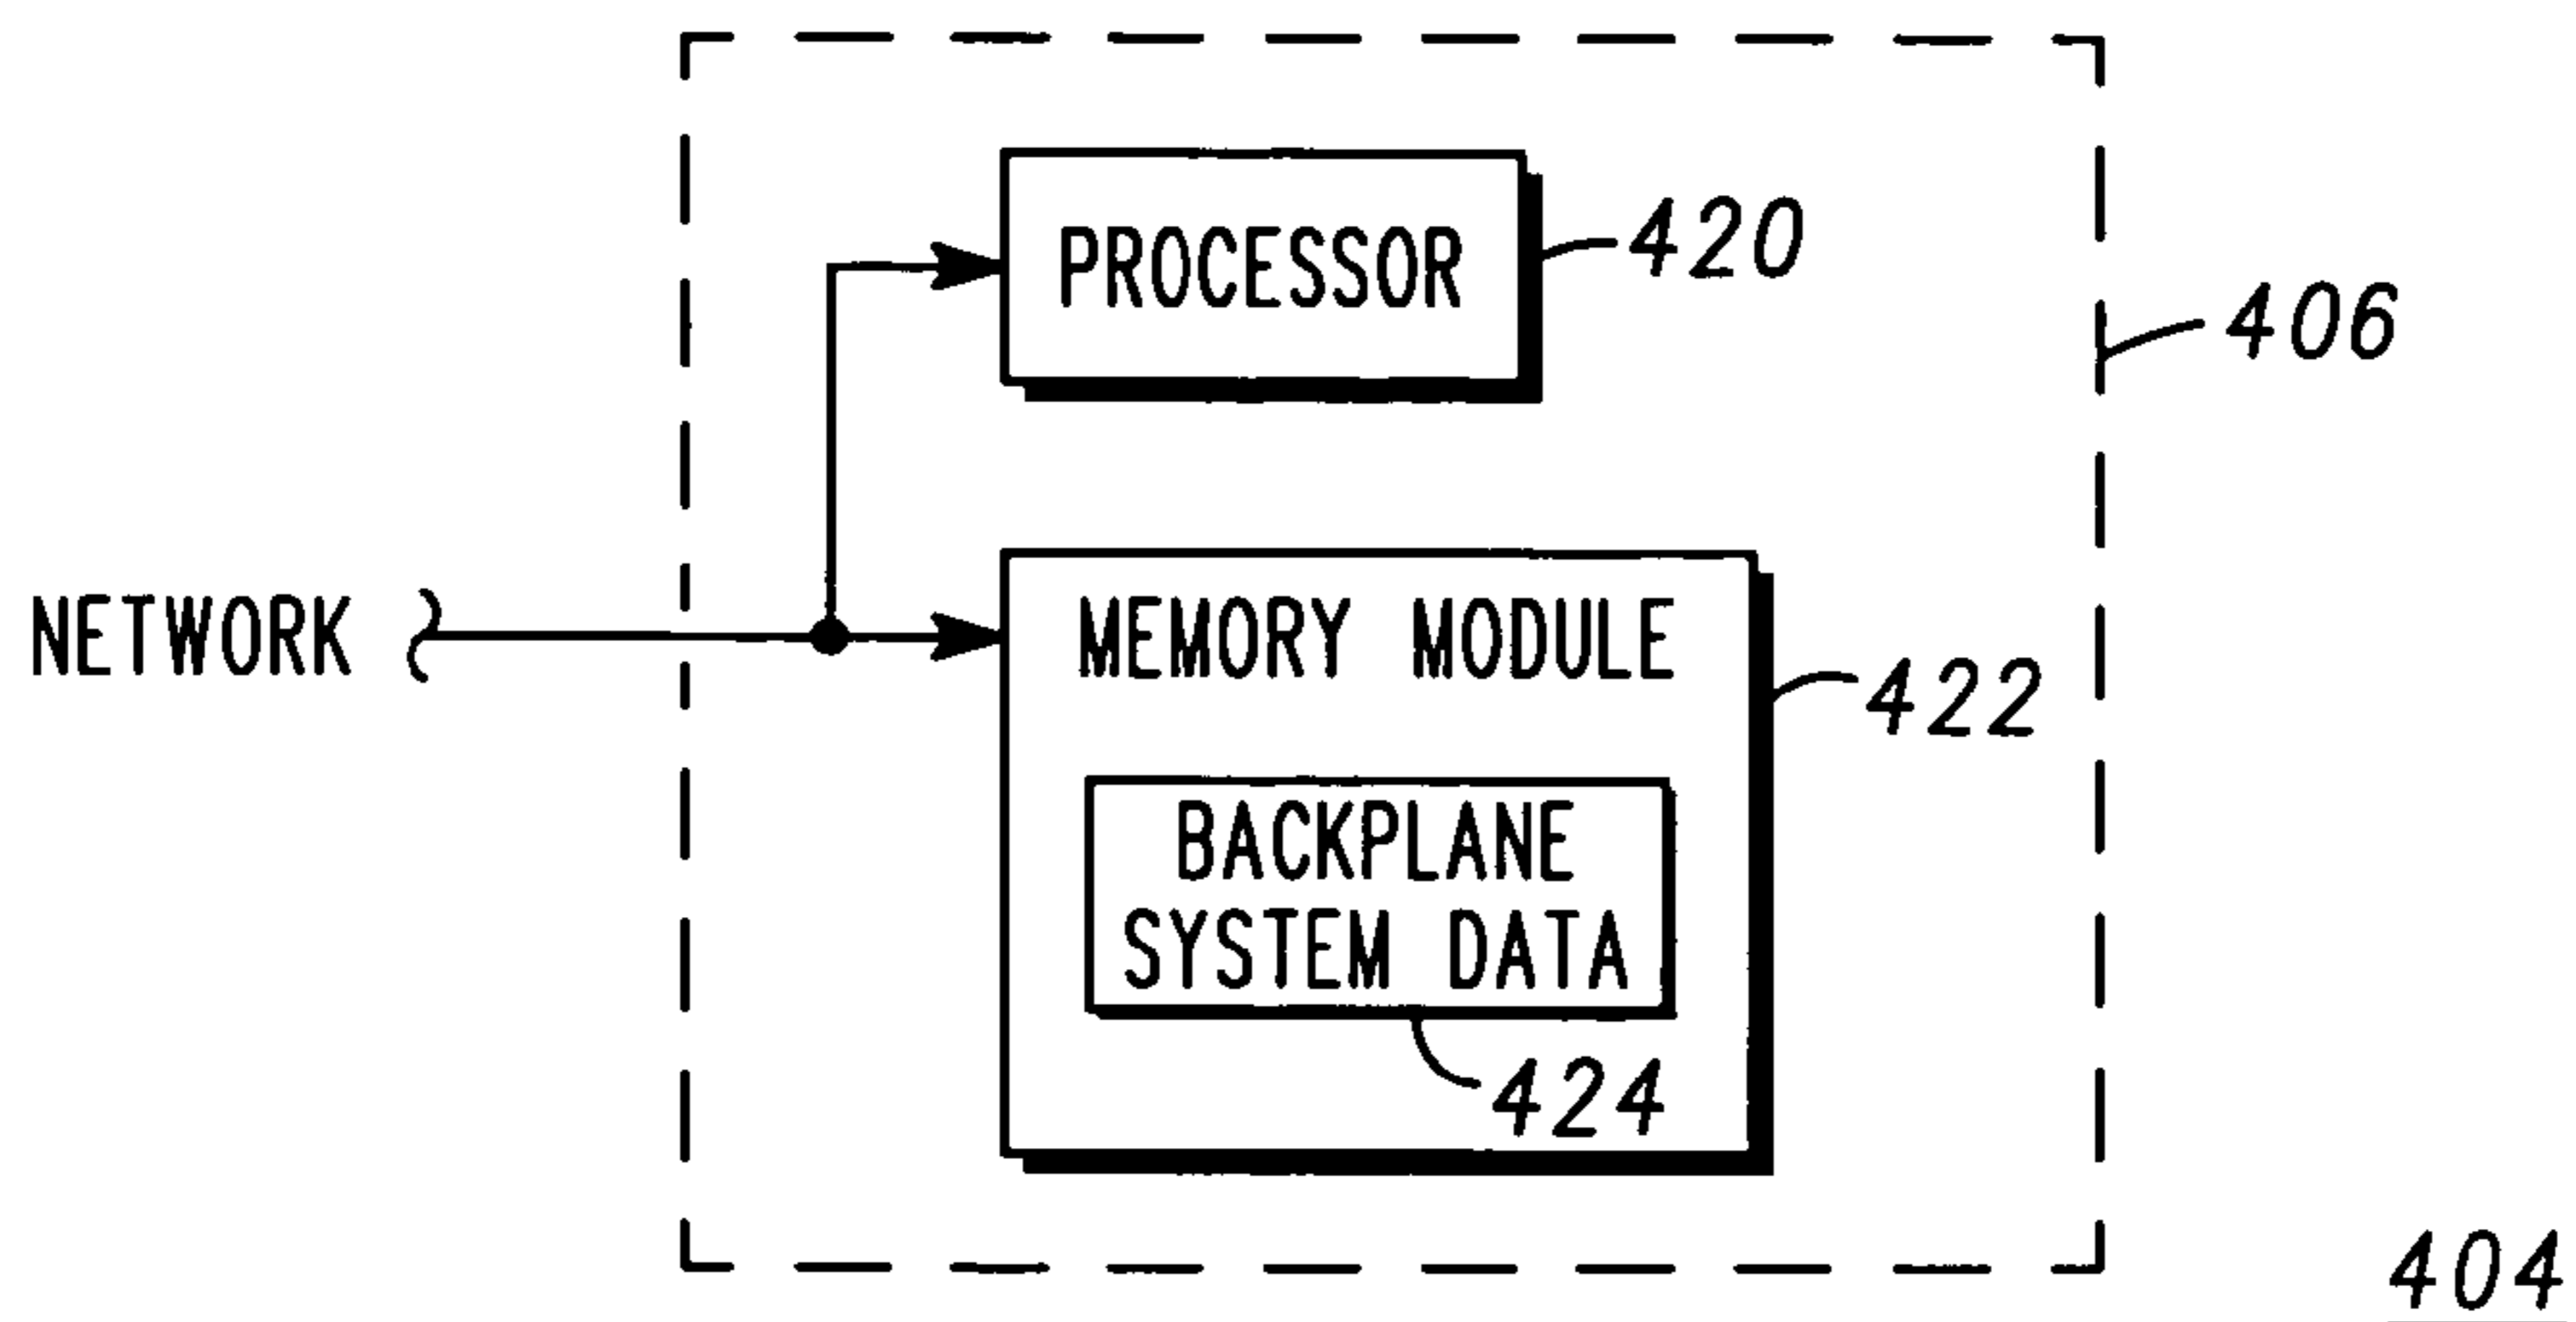 PROCESSOR
420
406
NETWORK
MEMORY MODULE
422
BACKPLANE
SYSTEM DATA
424
404